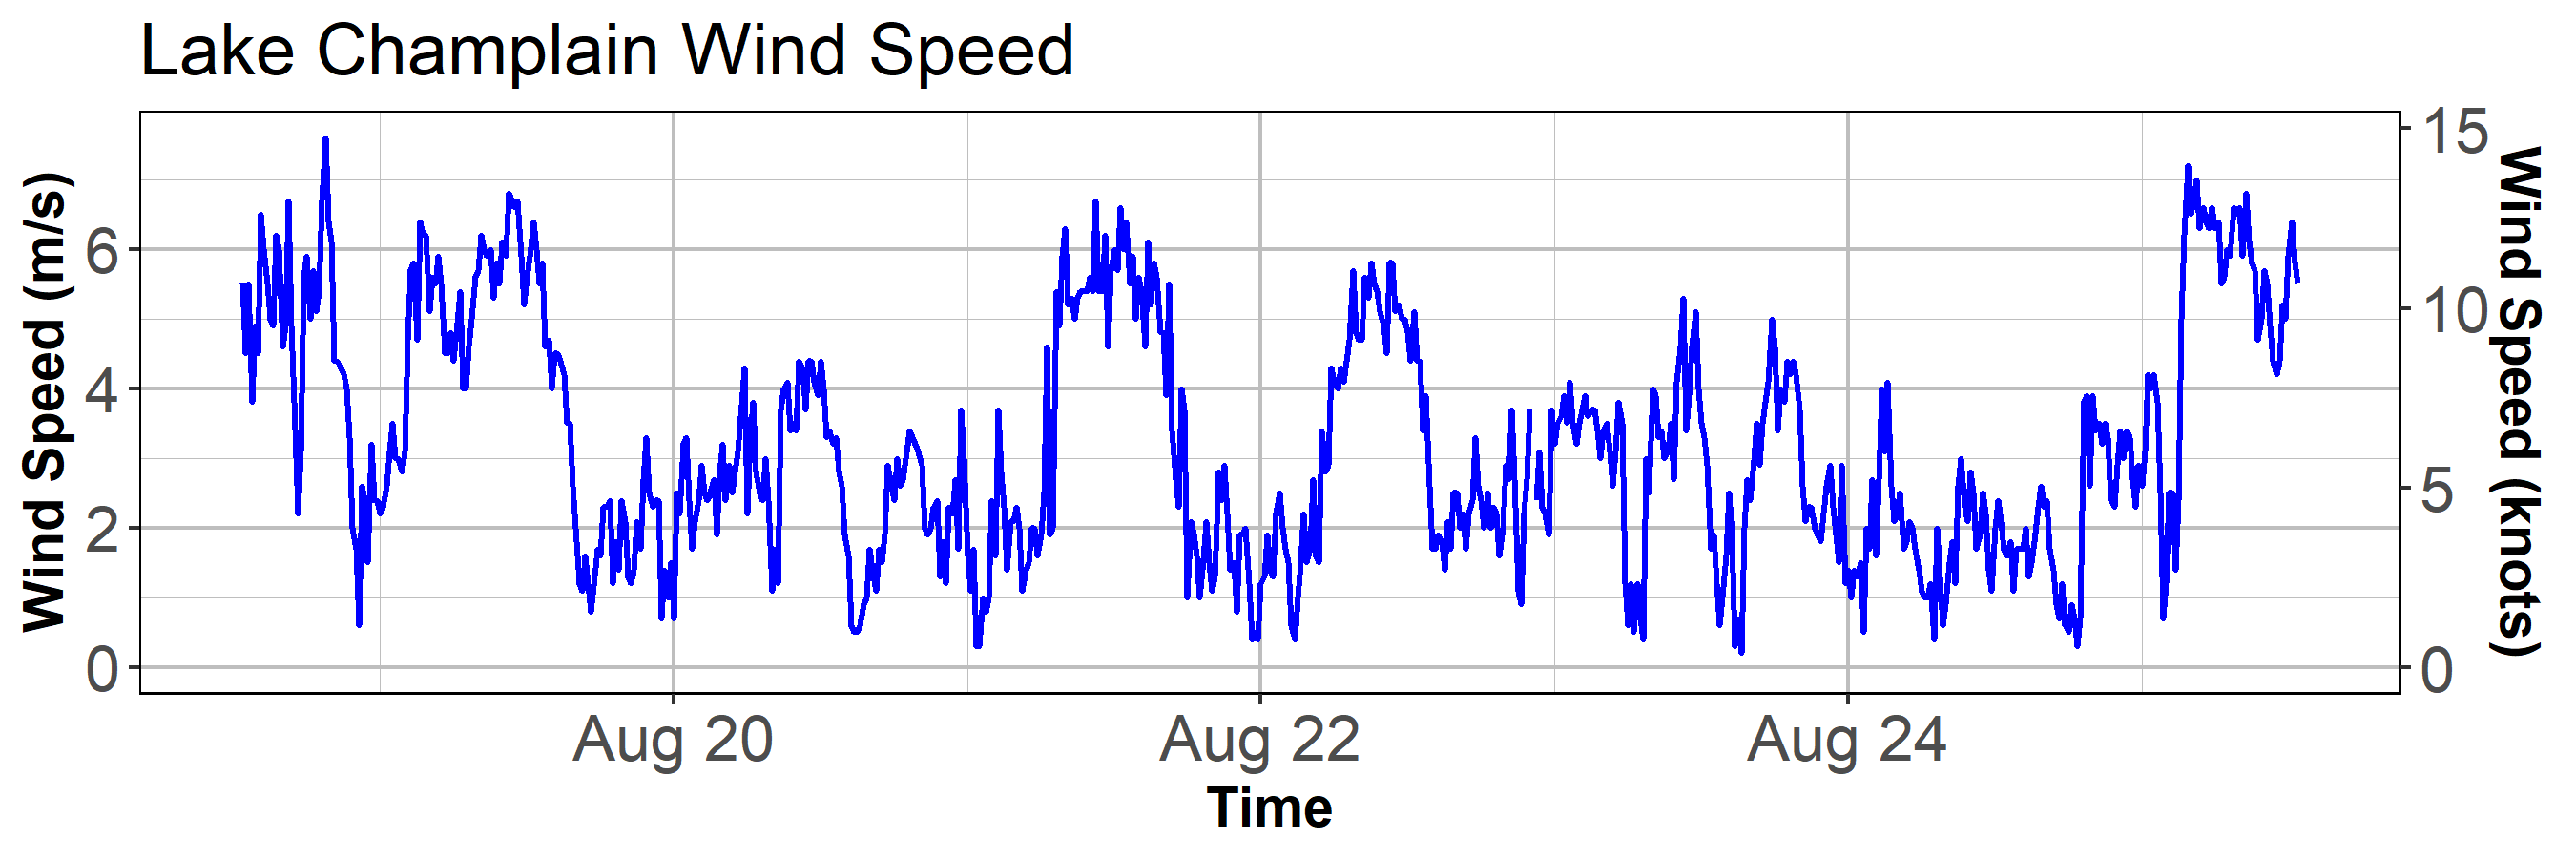 Lake Champlain Wind Speed
Wind Speed (m/s)
6
4
2
0
15
10
5
0
Wind Speed (knots)
Aug 20
Aug 22
Aug 24
Time